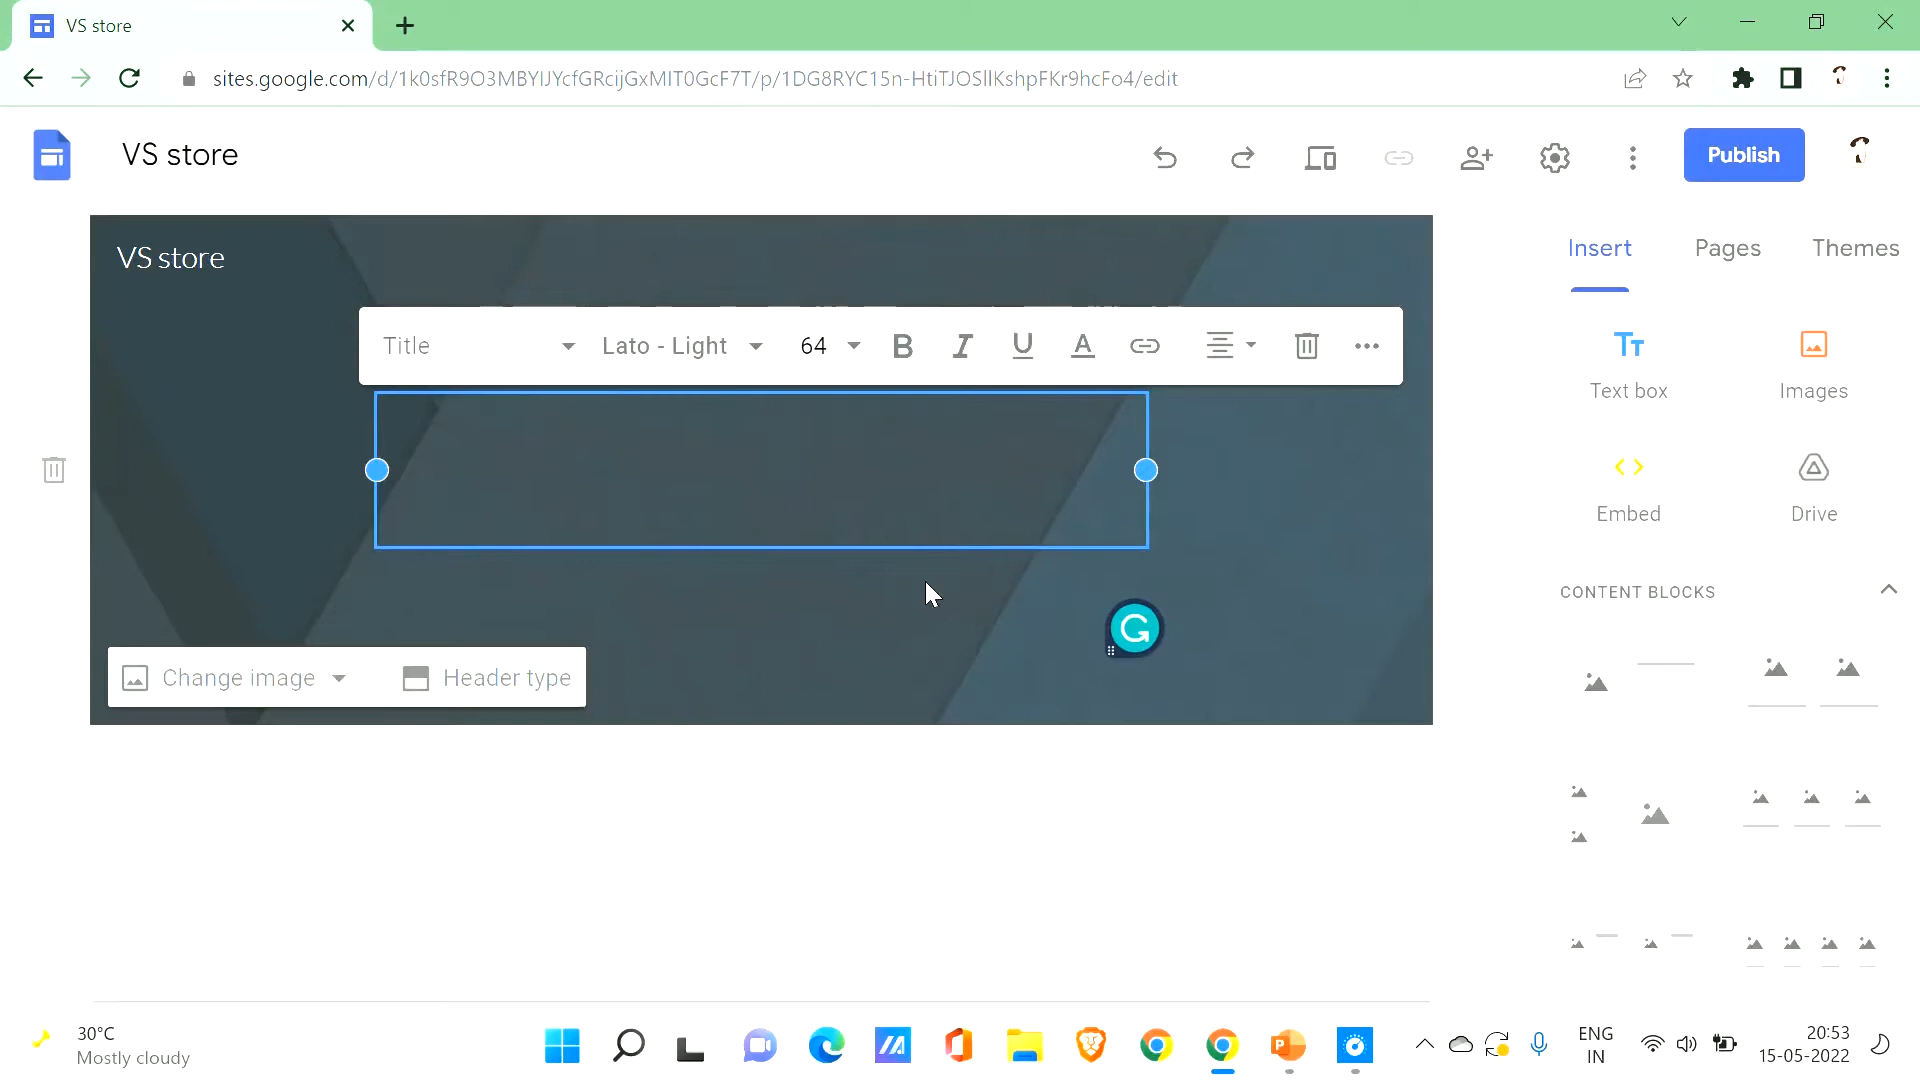 VS store
sites.google.com/d/1k0sfR9O3MBYIJYcfGRcijGxMIT0GcF7T/p/1DG8RYC15n-HtiTJOSllKshpFKr9hcFo4/edit
VS store
Publish
VS store
Insert Pages Themes
Title Lato - Light 64 B I U A
Text box Images
Embed Drive
CONTENT BLOCKS
Change image Header type
30°C
Mostly cloudy
ENG
IN
20:53
15-05-2022